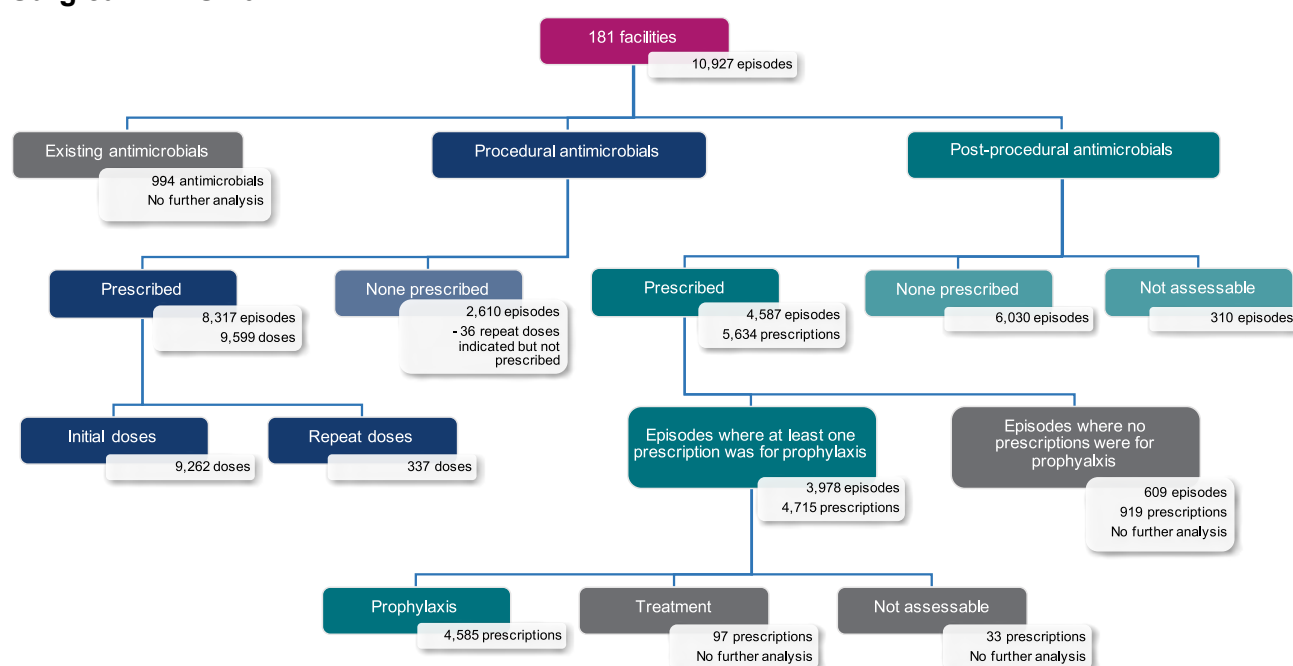 181 facilities
10,927 episodes
Existing antimicrobials
994 antimicrobials
No further analysis
Procedural antimicrobials
Post-procedural antimicrobials
Prescribed
8,317 episodes
9,599 doses
None prescribed
2,610 episodes
- 36 repeat doses
indicated but not
prescribed
Prescribed
4,587 episodes
5,634 prescriptions
None prescribed
6,030 episodes
Not assessable
310 episodes
Initial doses
9,262 doses
Repeat doses
337 doses
Episodes where at least one
prescription was for prophylaxis
3,978 episodes
4,715 prescriptions
Episodes where no
prescriptions were for
prophyalxis
609 episodes
919 prescriptions
No further analysis
Prophylaxis
4,585 prescriptions
Treatment
97 prescriptions
No further analysis
Not assessable
33 prescriptions
No further analysis